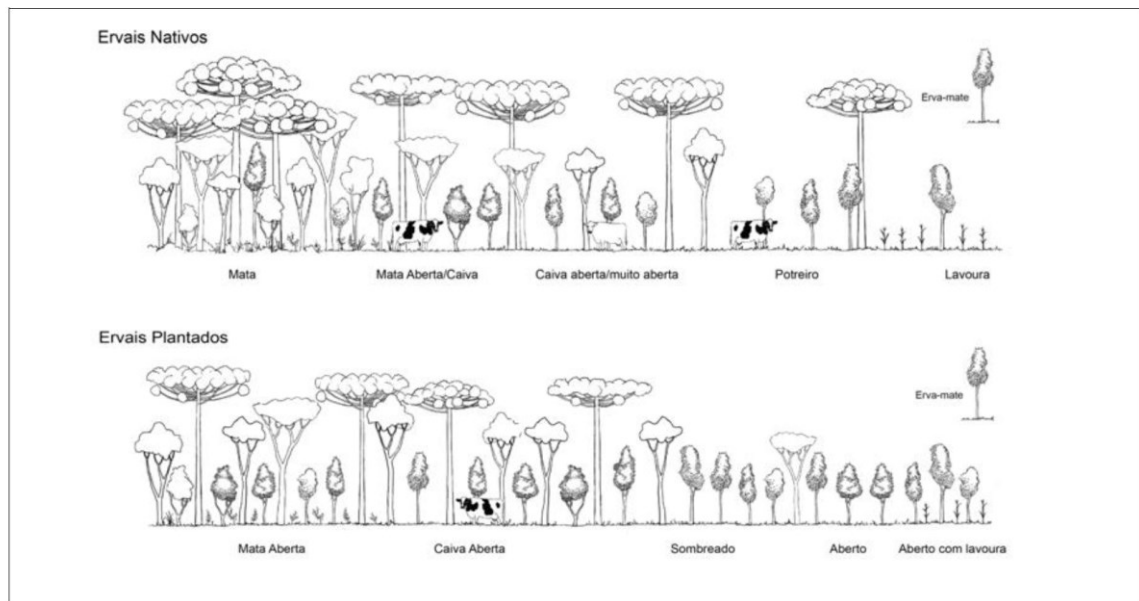 Ervais Nativos
Erva-mate
Mata
Mata Aberta/Caiva
Caiva aberta/muito aberta
Potreiro
Lavoura
Ervais Plantados
Erva-mate
Mata Aberta
Caiva Aberta
Sombreado
Aberto
Aberto com lavoura